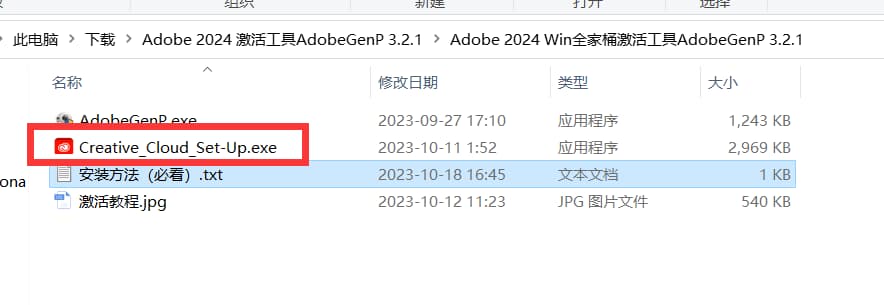 组织 新建 打开 选择
此电脑 > 下载 > Adobe 2024 激活工具AdobeGenP 3.2.1 > Adobe 2024 Win全家桶激活工具AdobeGenP 3.2.1
名称 修改日期 类型 大小
AdobeGenP.exe 2023-09-27 17:10 应用程序 1,243 KB
Creative_Cloud_Set-Up.exe 2023-10-11 1:52 应用程序 2,969 KB
安装方法（必看）.txt 2023-10-18 16:45 文本文档 1 KB
ona
激活教程.jpg 2023-10-12 11:23 JPG 图片文件 540 KB